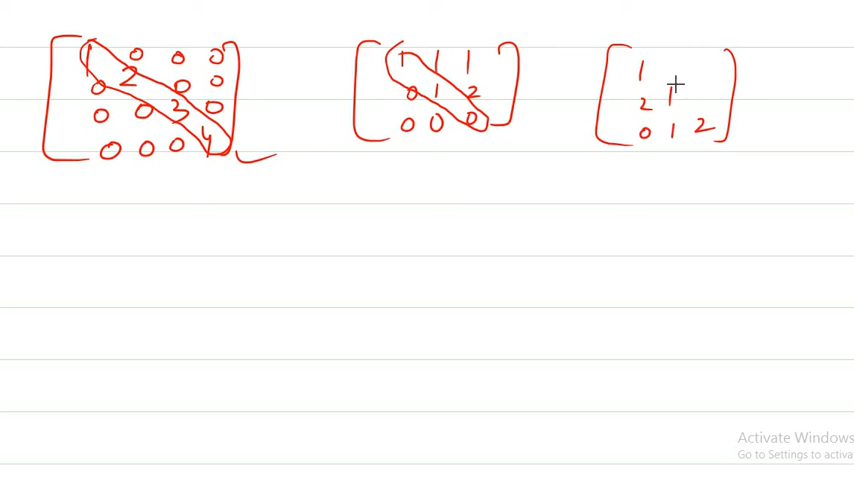 1 0 0 0
0 2 0 0
0 0 3 0
0 0 0 4
1 1 1
0 1 2
0 0 0
1
2 1
0 1 2
Activate Windows
Go to Settings to activa